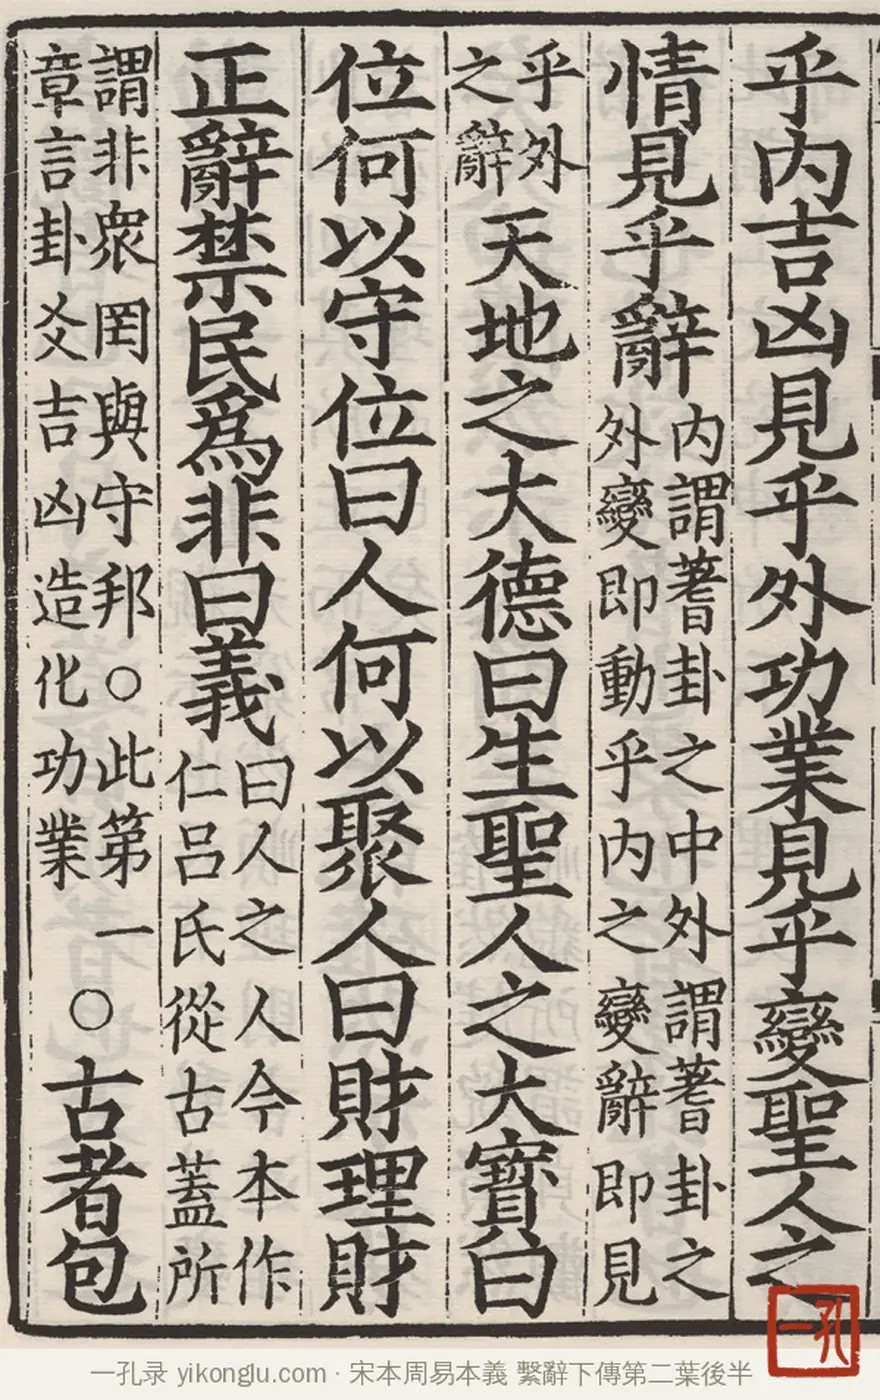 乎内吉凶見乎外功業見乎變聖人之
情見乎辭
内謂蓍卦之中外謂蓍卦之
外變即動乎内之變辭即見
乎外
之辭
天地之大德曰生聖人之大寶曰
位何以守位曰人何以聚人曰財理財
正辭禁民爲非曰義
曰人之人今本作
仁吕氏從古蓋所
謂非衆罔與守邦○此第一
章言卦爻吉凶造化功業
○古者包
一孔
一孔录 yikonglu.com · 宋本周易本義 繫辭下傳第二葉後半